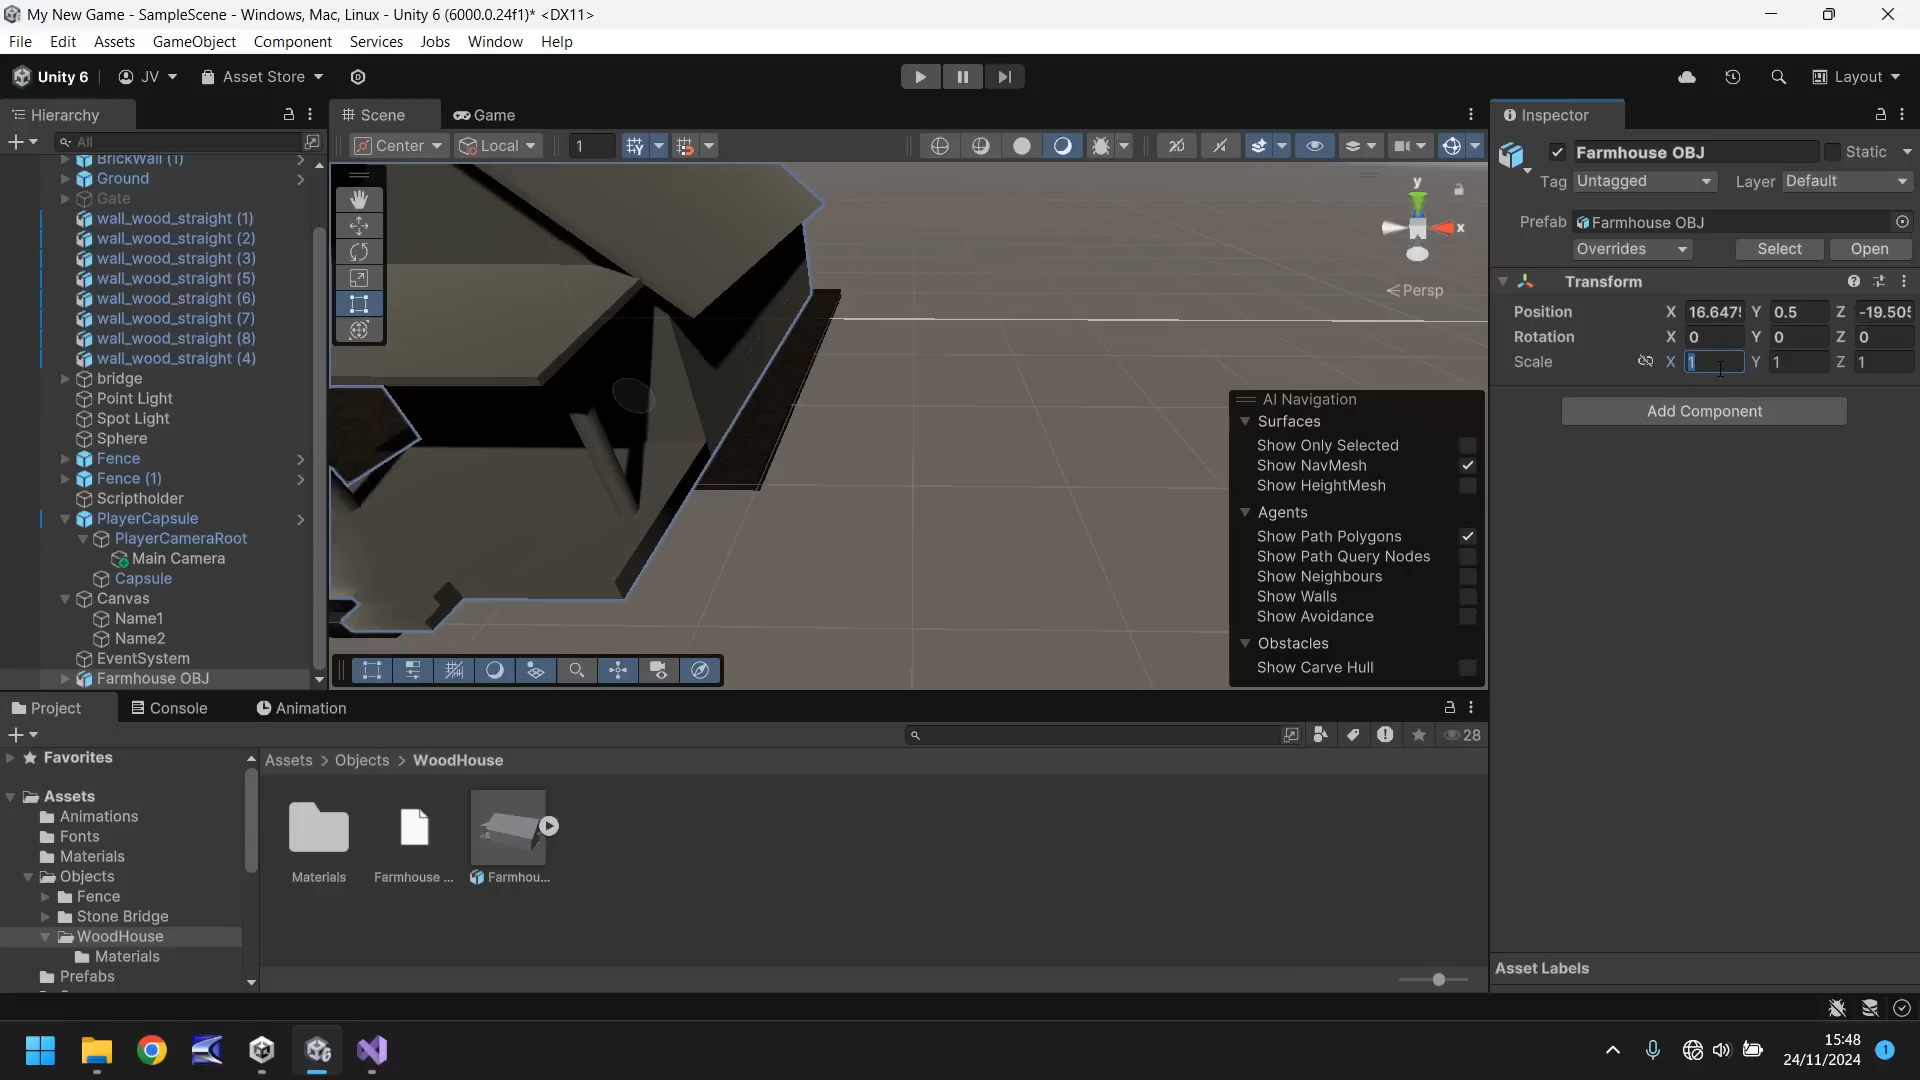 My New Game - SampleScene - Windows, Mac, Linux - Unity 6 (6000.0.24f1)* <DX11>
File Edit Assets GameObject Component Services Jobs Window Help
Unity 6 JV Asset Store Layout
Hierarchy Scene Game Inspector
All Center Local 1
BrickWall (1)
Ground
Gate
wall_wood_straight (1)
wall_wood_straight (2)
wall_wood_straight (3)
wall_wood_straight (5)
wall_wood_straight (6)
wall_wood_straight (7)
wall_wood_straight (8)
wall_wood_straight (4)
bridge
Point Light
Spot Light
Sphere
Fence
Fence (1)
Scriptholder
PlayerCapsule
PlayerCameraRoot
Main Camera
Capsule
Canvas
Name1
Name2
EventSystem
Farmhouse OBJ
y
x
Persp
AI Navigation
Surfaces
Show Only Selected
Show NavMesh
Show HeightMesh
Agents
Show Path Polygons
Show Path Query Nodes
Show Neighbours
Show Walls
Show Avoidance
Obstacles
Show Carve Hull
Farmhouse OBJ Static
Tag Untagged Layer Default
Prefab Farmhouse OBJ
Overrides Select Open
Transform
Position X 16.647 Y 0.5 Z -19.50
Rotation X 0 Y 0 Z 0
Scale X 1 Y 1 Z 1
Add Component
Asset Labels
Project Console Animation
28
Favorites
Assets
Animations
Fonts
Materials
Objects
Fence
Stone Bridge
WoodHouse
Materials
Prefabs
Assets > Objects > WoodHouse
Materials Farmhouse ... Farmhou...
15:48
24/11/2024 1